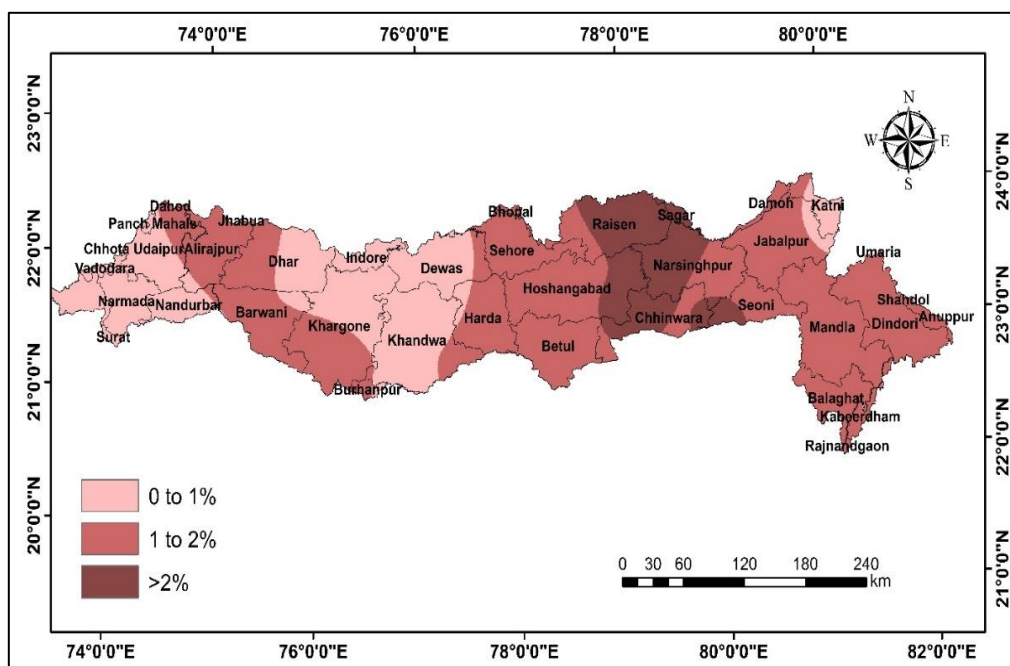 74°0'0"E 76°0'0"E 78°0'0"E 80°0'0"E
N
W E
S
23°0'0"N
22°0'0"N
21°0'0"N
20°0'0"N
24°0'0"N
23°0'0"N
22°0'0"N
21°0'0"N
Dahod
Panch Mahals
Jhabua
Chhota Udaipur
Alirajpur
Vadodara
Narmada
Nandurbar
Surat
Dhar
Indore
Dewas
Barwani
Khargone
Khandwa
Burhanpur
Bhopal
Sehore
Harda
Hoshangabad
Betul
Raisen
Sagar
Narsinghpur
Chhinwara
Seoni
Damoh
Katni
Jabalpur
Umaria
Shandol
Anuppur
Dindori
Mandla
Balaghat
Kabeerdham
Rajnandgaon
0 to 1%
1 to 2%
>2%
0 30 60 120 180 240
km
74°0'0"E 76°0'0"E 78°0'0"E 80°0'0"E 82°0'0"E